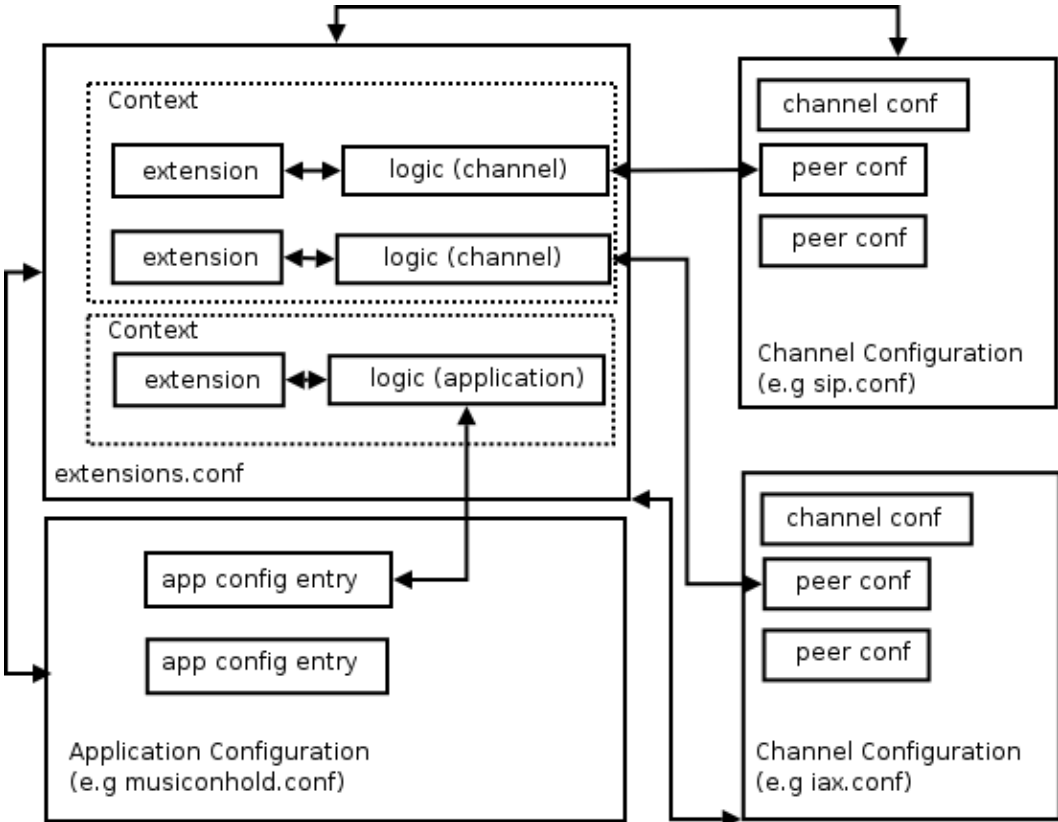 Context
extension
logic (channel)
extension
logic (channel)
Context
extension
logic (application)
extensions.conf
channel conf
peer conf
peer conf
Channel Configuration
(e.g sip.conf)
app config entry
app config entry
Application Configuration
(e.g musiconhold.conf)
channel conf
peer conf
peer conf
Channel Configuration
(e.g iax.conf)